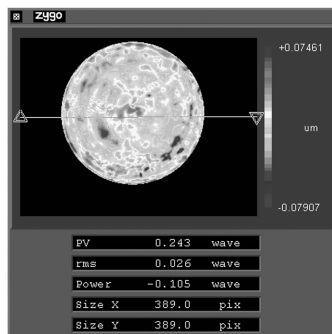 zygo
+0.07461
um
-0.07907
PV 0.243 wave
rms 0.026 wave
Power -0.105 wave
Size X 389.0 pix
Size Y 389.0 pix